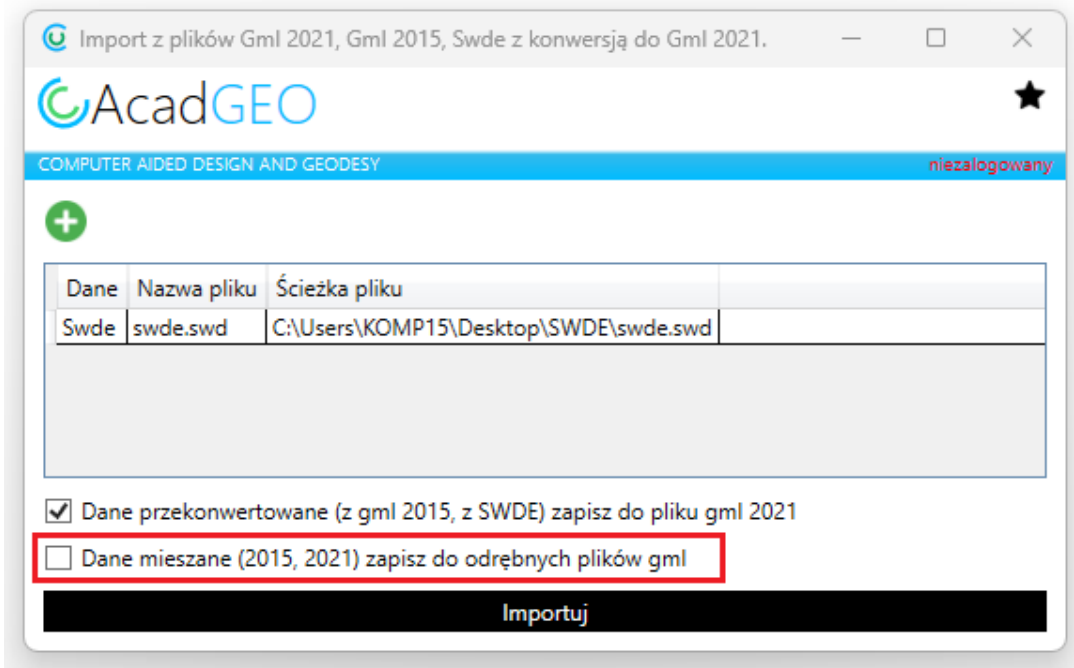 Import z plików Gml 2021, Gml 2015, Swde z konwersją do Gml 2021.
AcadGEO
COMPUTER AIDED DESIGN AND GEODESY niezalogowany
Dane Nazwa pliku Ścieżka pliku
Swde swde.swd C:\Users\KOMP15\Desktop\SWDE\swde.swd
Dane przekonwertowane (z gml 2015, z SWDE) zapisz do pliku gml 2021
Dane mieszane (2015, 2021) zapisz do odrębnych plików gml
Importuj